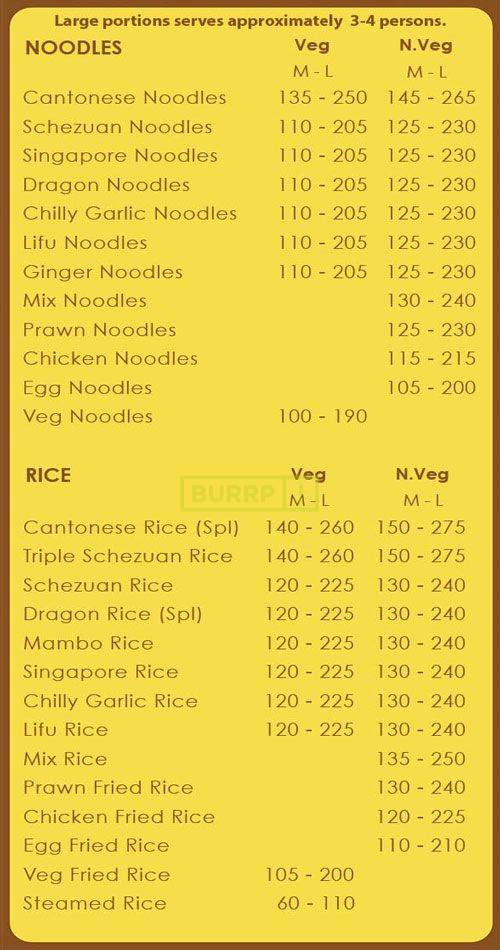 Large portions serves approximately 3-4 persons.
NOODLES Veg N.Veg
M - L M - L
Cantonese Noodles 135 - 250 145 - 265
Schezuan Noodles 110 - 205 125 - 230
Singapore Noodles 110 - 205 125 - 230
Dragon Noodles 110 - 205 125 - 230
Chilly Garlic Noodles 110 - 205 125 - 230
Lifu Noodles 110 - 205 125 - 230
Ginger Noodles 110 - 205 125 - 230
Mix Noodles 130 - 240
Prawn Noodles 125 - 230
Chicken Noodles 115 - 215
Egg Noodles 105 - 200
Veg Noodles 100 - 190
RICE Veg N.Veg
BURRP
M - L M - L
Cantonese Rice (Spl) 140 - 260 150 - 275
Triple Schezuan Rice 140 - 260 150 - 275
Schezuan Rice 120 - 225 130 - 240
Dragon Rice (Spl) 120 - 225 130 - 240
Mambo Rice 120 - 225 130 - 240
Singapore Rice 120 - 225 130 - 240
Chilly Garlic Rice 120 - 225 130 - 240
Lifu Rice 120 - 225 130 - 240
Mix Rice 135 - 250
Prawn Fried Rice 130 - 240
Chicken Fried Rice 120 - 225
Egg Fried Rice 110 - 210
Veg Fried Rice 105 - 200
Steamed Rice 60 - 110